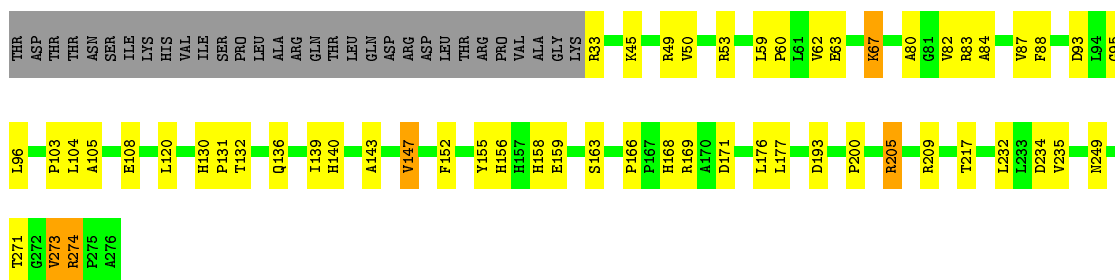 THR ASP THR THR ASN SER ILE LYS HIS VAL ILE SER PRO LEU ALA ARG GLN THR LEU GLN ASP ARG ASP LEU THR ARG PRO VAL ALA GLY LYS R33 K45 R49 V50 R53 L59 P60 L61 V62 E63 K67 A80 G81 V82 R83 A84 V87 F88 D93 L94
L96 P103 L104 A105 E108 L120 H130 P131 T132 Q136 I139 H140 A143 V147 F152 Y155 H156 H157 H158 E159 S163 P166 P167 H168 R169 A170 D171 L176 L177 D193 P200 R205 R209 T217 L232 L233 D234 V235 N249
T271 G272 V273 R274 P275 A276